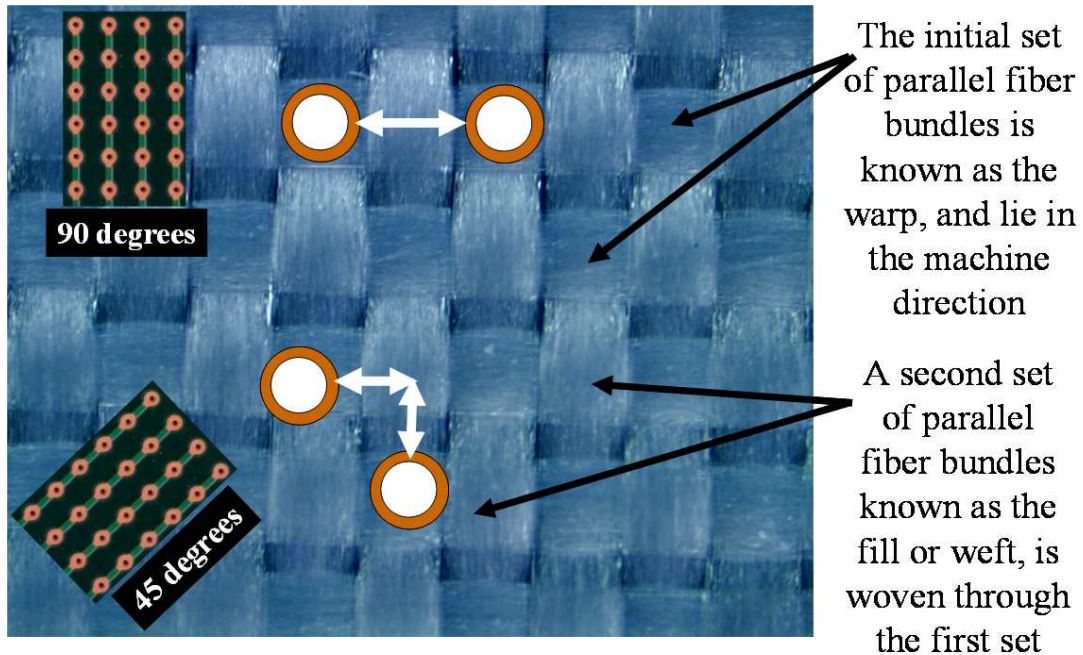 90 degrees
45 degrees
The initial set
of parallel fiber
bundles is
known as the
warp, and lie in
the machine
direction
A second set
of parallel
fiber bundles
known as the
fill or weft, is
woven through
the first set